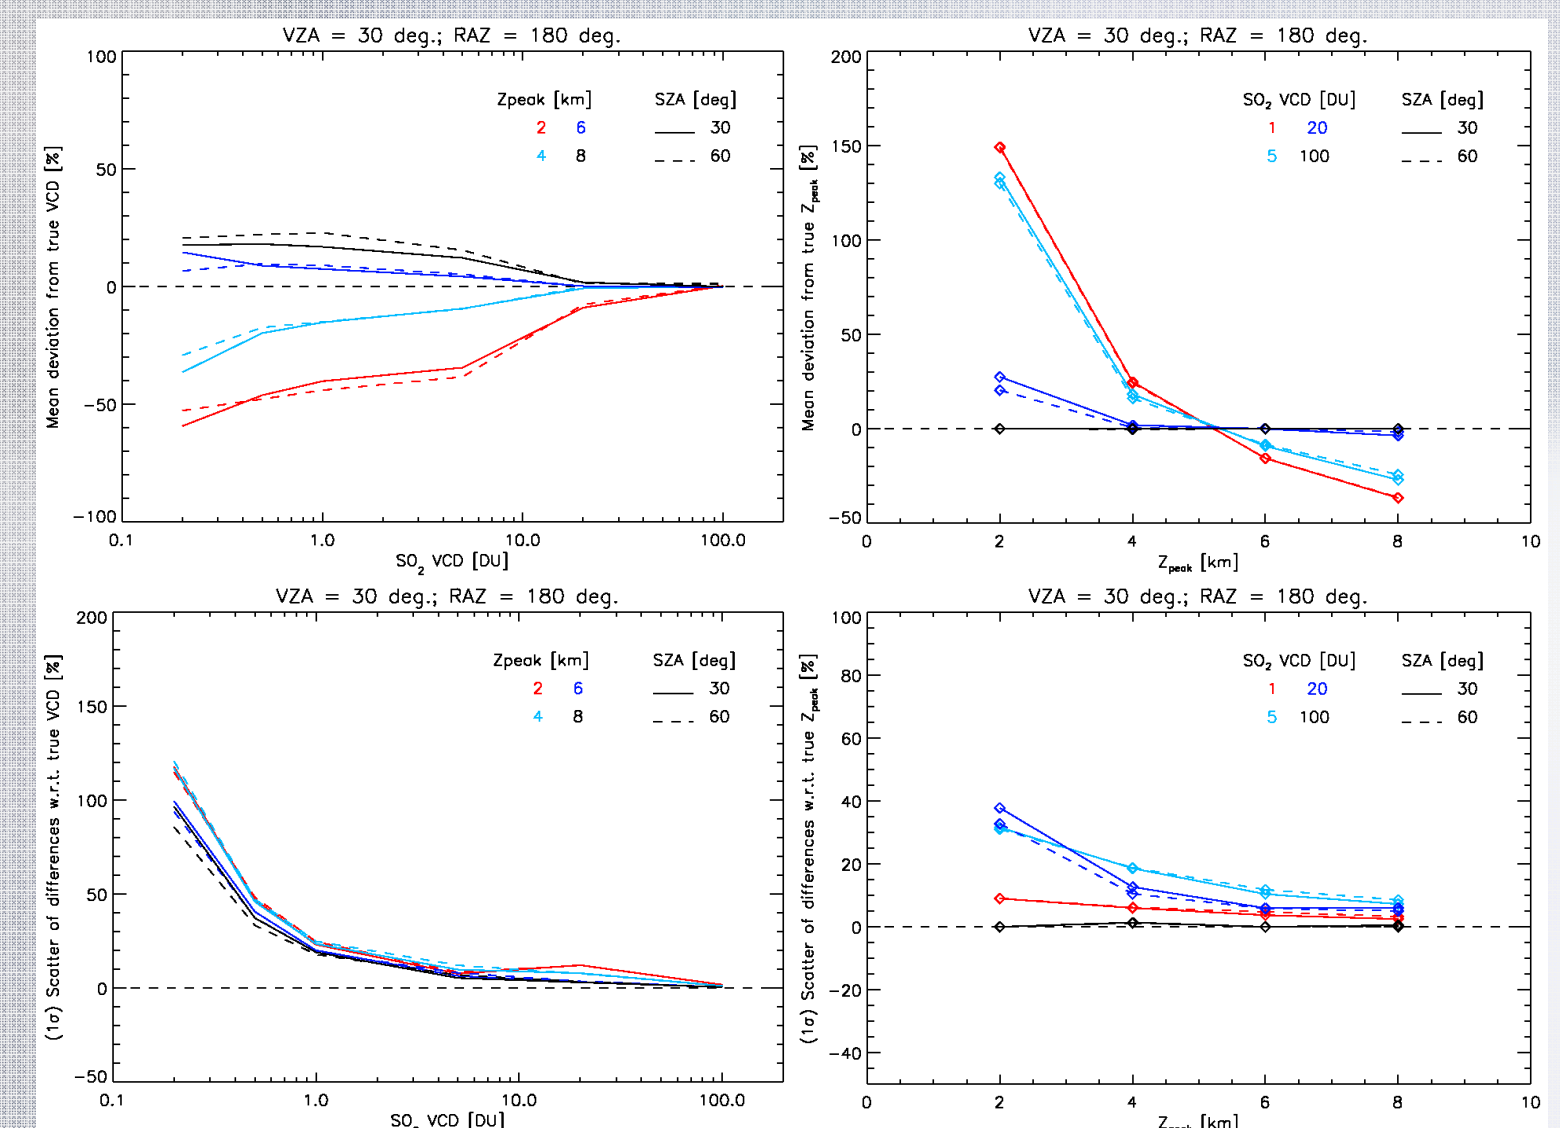 VZA = 30 deg.; RAZ = 180 deg.
100
50
0
−50
−100
Mean deviation from true VCD [%]
Zpeak [km] SZA [deg]
2 6 30
4 8 60
0.1 1.0 10.0 100.0
SO2 VCD [DU]
VZA = 30 deg.; RAZ = 180 deg.
200
150
100
50
0
−50
Mean deviation from true Zpeak [%]
SO2 VCD [DU] SZA [deg]
1 20 30
5 100 60
0 2 4 6 8 10
Zpeak [km]
VZA = 30 deg.; RAZ = 180 deg.
200
150
100
50
0
−50
(1σ) Scatter of differences w.r.t. true VCD [%]
Zpeak [km] SZA [deg]
2 6 30
4 8 60
0.1 1.0 10.0 100.0
SO2 VCD [DU]
VZA = 30 deg.; RAZ = 180 deg.
100
80
60
40
20
0
−20
−40
(1σ) Scatter of differences w.r.t. true Zpeak [%]
SO2 VCD [DU] SZA [deg]
1 20 30
5 100 60
0 2 4 6 8 10
Zpeak [km]